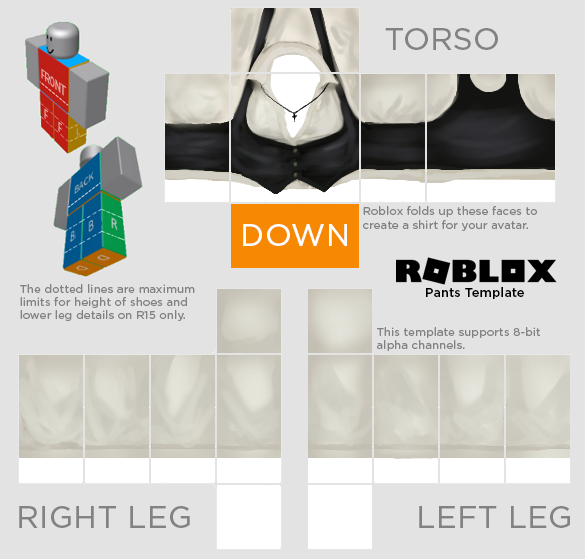 TORSO
FRONT
F F L
BACK
B B R
DOWN
Roblox folds up these faces to
create a shirt for your avatar.
ROBLOX
Pants Template
The dotted lines are maximum
limits for height of shoes and
lower leg details on R15 only.
This template supports 8-bit
alpha channels.
RIGHT LEG
LEFT LEG